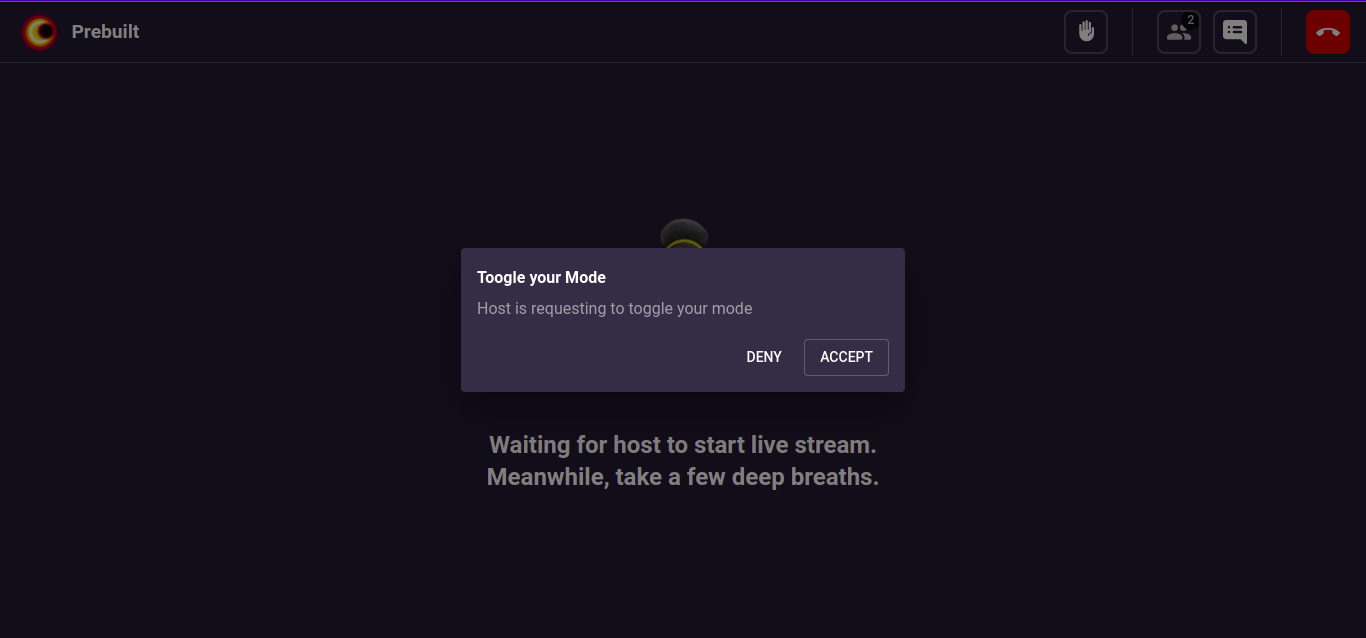 Prebuilt
2
Toogle your Mode
Host is requesting to toggle your mode
DENY ACCEPT
Waiting for host to start live stream.
Meanwhile, take a few deep breaths.